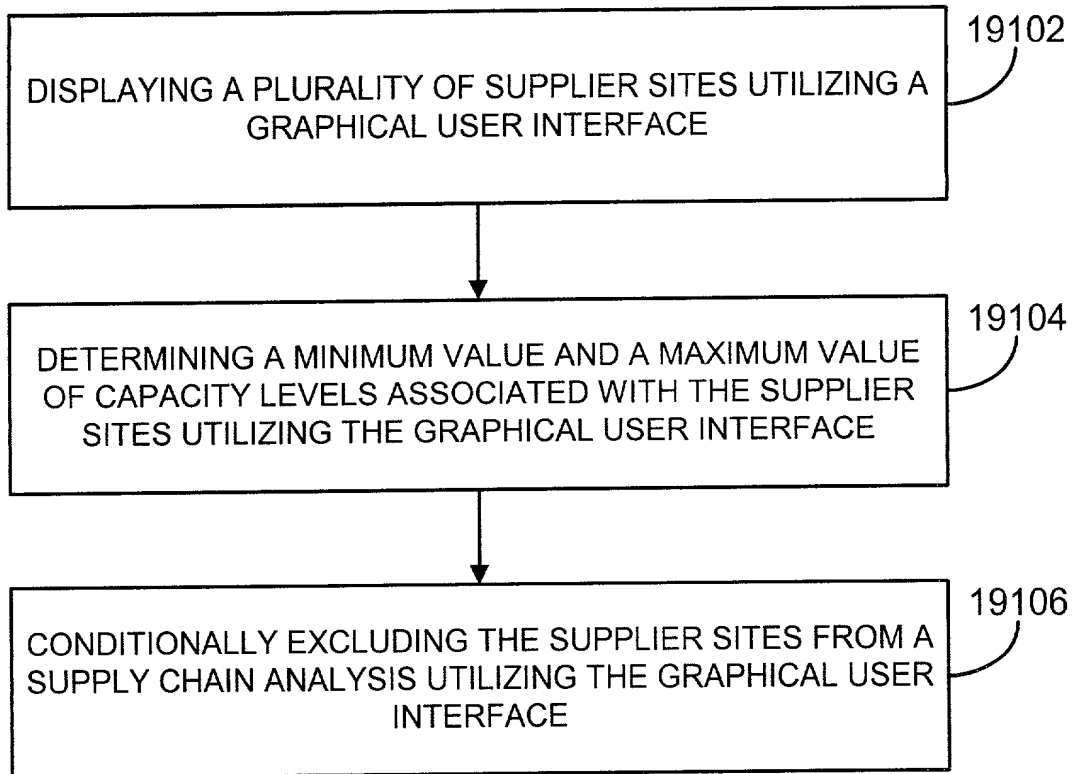 19102
DISPLAYING A PLURALITY OF SUPPLIER SITES UTILIZING A
GRAPHICAL USER INTERFACE
19104
DETERMINING A MINIMUM VALUE AND A MAXIMUM VALUE
OF CAPACITY LEVELS ASSOCIATED WITH THE SUPPLIER
SITES UTILIZING THE GRAPHICAL USER INTERFACE
19106
CONDITIONALLY EXCLUDING THE SUPPLIER SITES FROM A
SUPPLY CHAIN ANALYSIS UTILIZING THE GRAPHICAL USER
INTERFACE